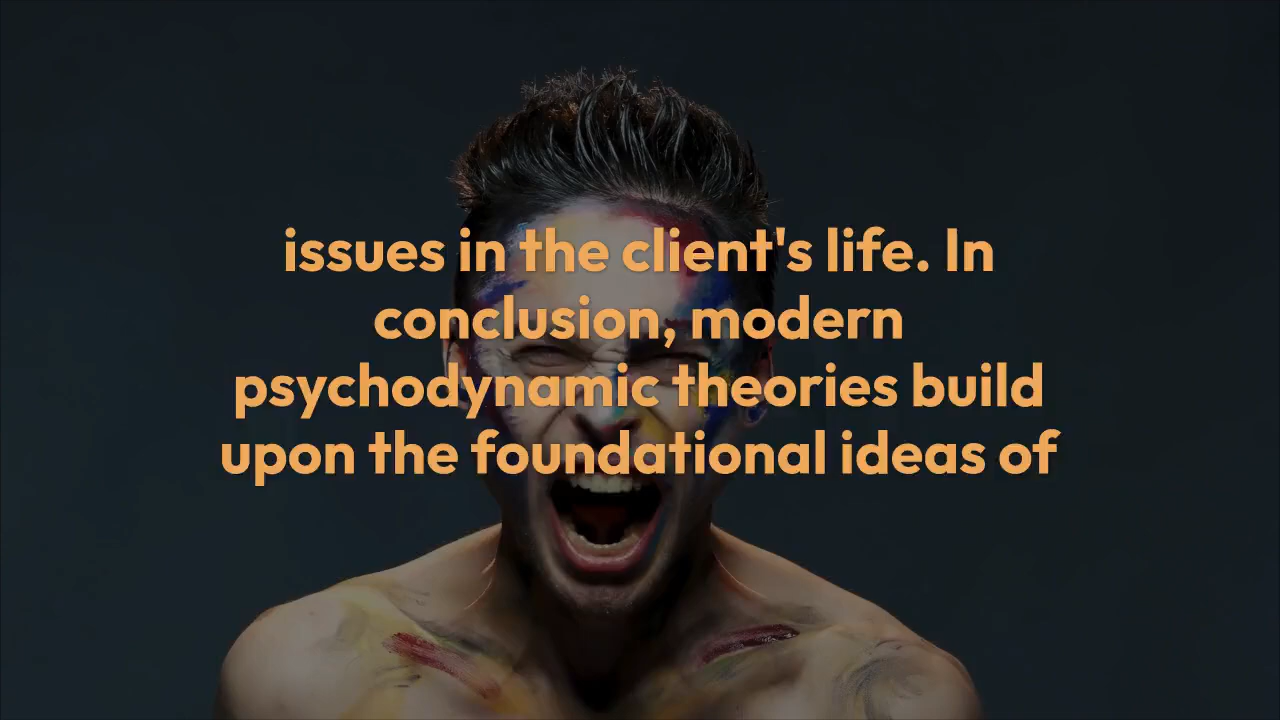 issues in the client's life. In
conclusion, modern
psychodynamic theories build
upon the foundational ideas of